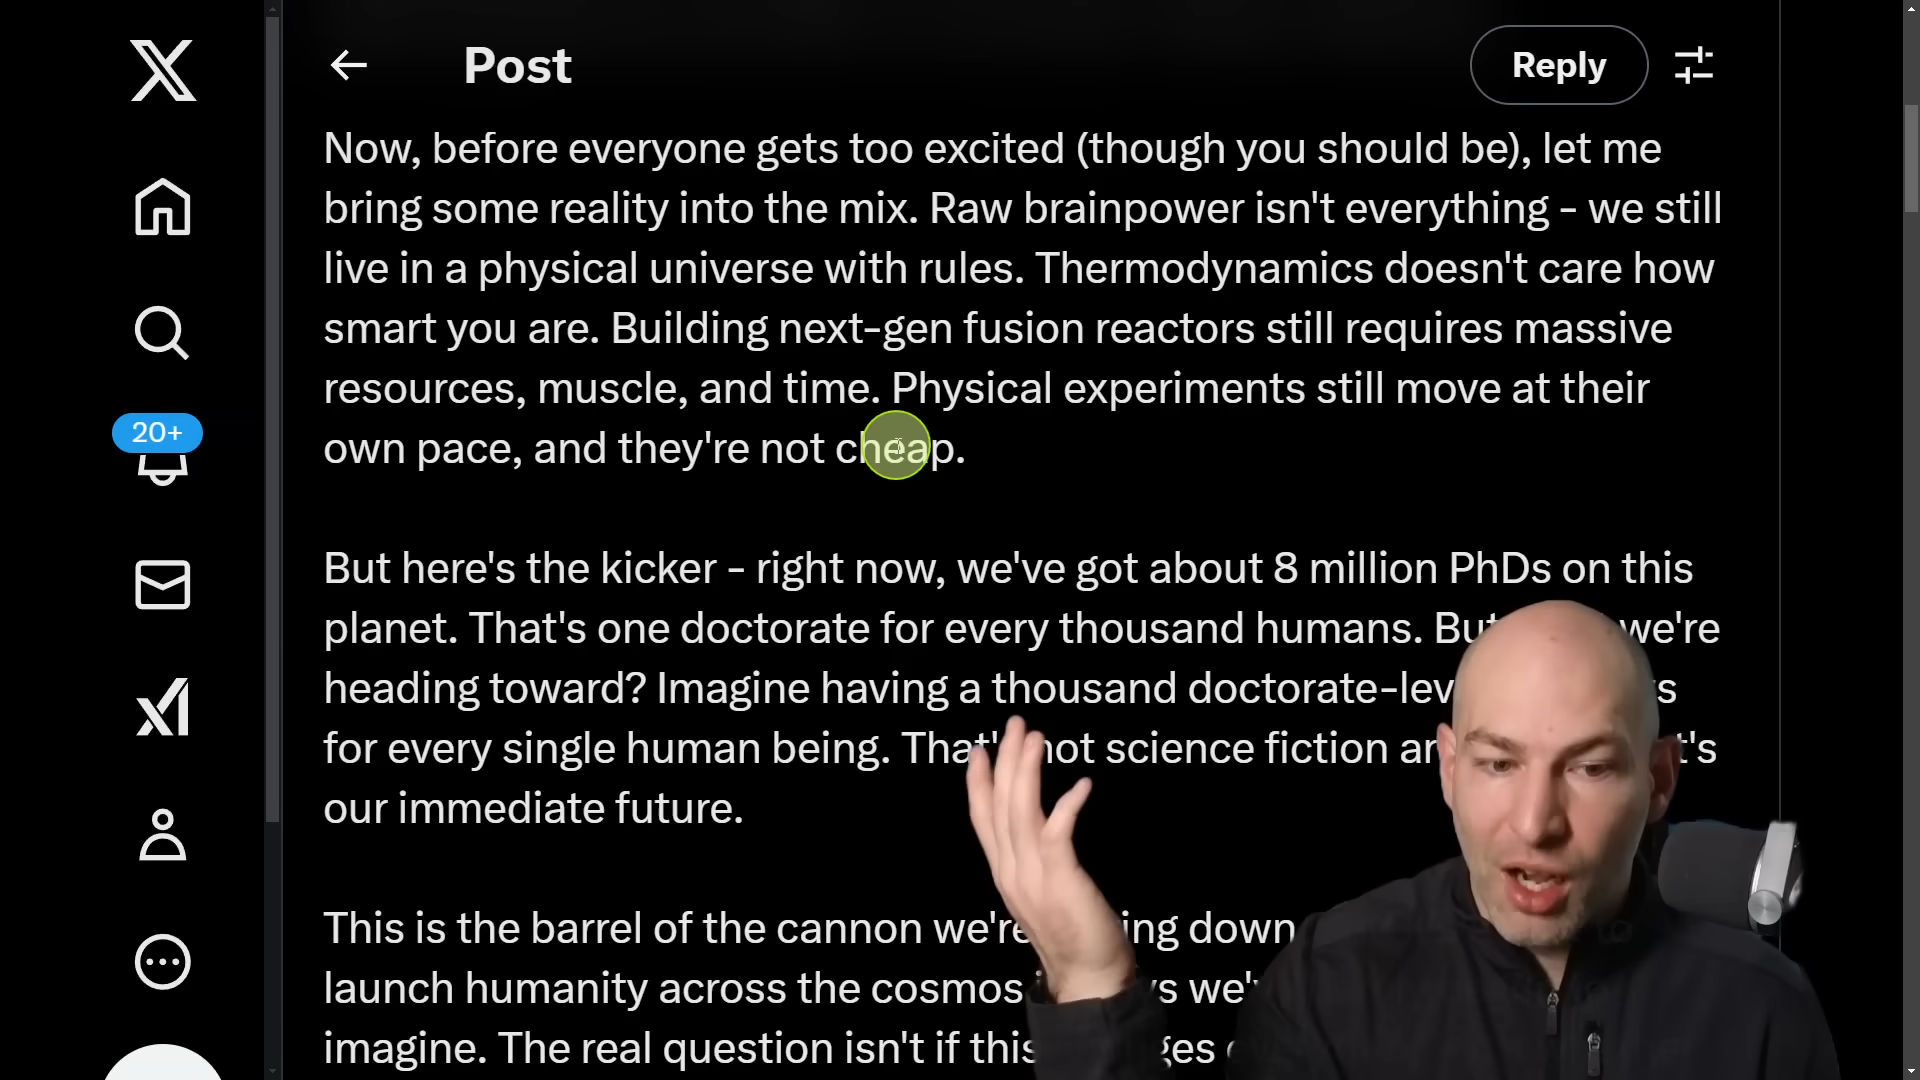 Post
Reply
Now, before everyone gets too excited (though you should be), let me
bring some reality into the mix. Raw brainpower isn't everything - we still
live in a physical universe with rules. Thermodynamics doesn't care how
smart you are. Building next-gen fusion reactors still requires massive
resources, muscle, and time. Physical experiments still move at their
20+
own pace, and they're not cheap.
But here's the kicker - right now, we've got about 8 million PhDs on this
planet. That's one doctorate for every thousand humans. But we're
heading toward? Imagine having a thousand doctorate-lev
for every single human being. That's not science fiction
our immediate future.
This is the barrel of the cannon we're down
launch humanity across the cosmos
imagine. The real question isn't if this